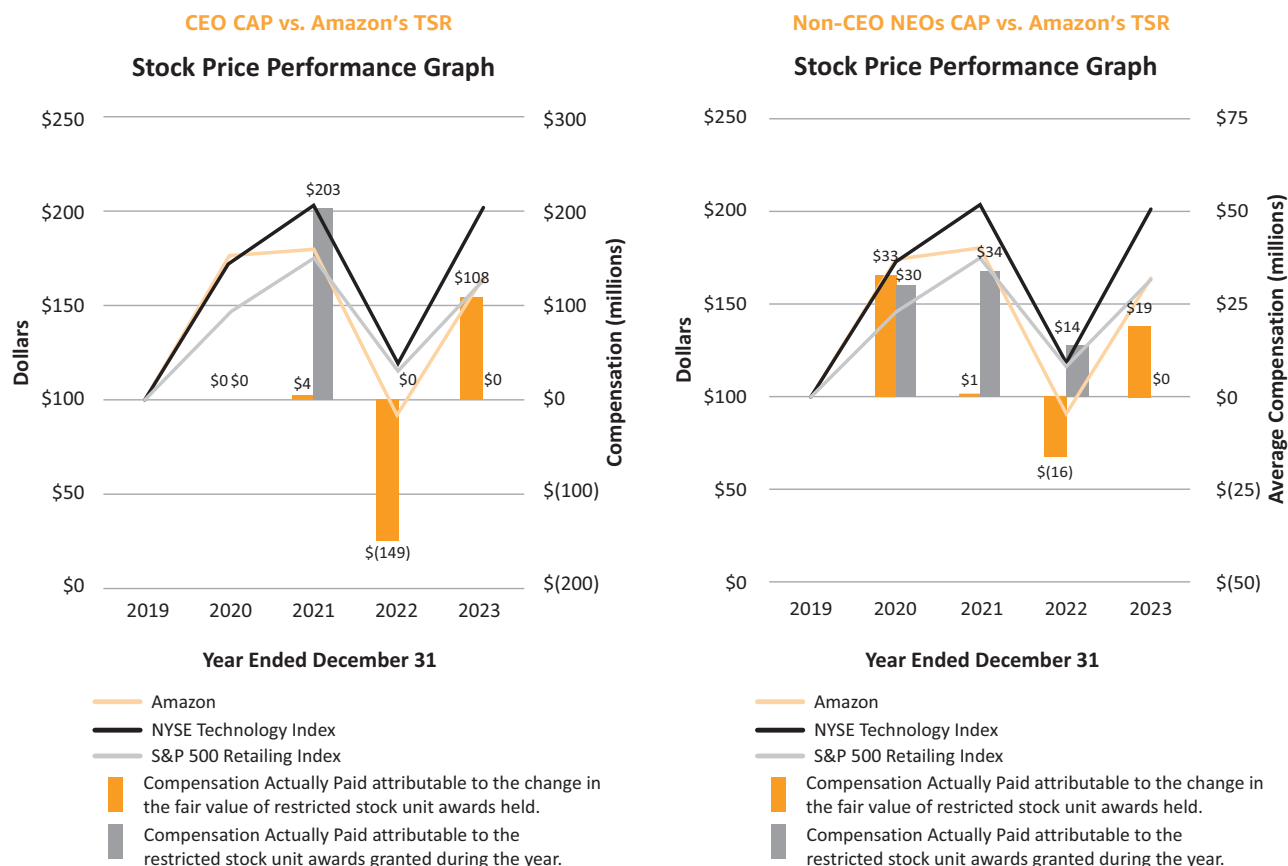 CEO CAP vs. Amazon's TSR
Stock Price Performance Graph
$250
$200
$150
$100
$50
$0
Dollars
$300
$200
$100
$0
$(100)
$(200)
Compensation (millions)
$0 $0
$4
$203
$(149)
$0
$108
$0
2019 2020 2021 2022 2023
Year Ended December 31
Amazon
NYSE Technology Index
S&P 500 Retailing Index
Compensation Actually Paid attributable to the change in
the fair value of restricted stock unit awards held.
Compensation Actually Paid attributable to the
restricted stock unit awards granted during the year.
Non-CEO NEOs CAP vs. Amazon's TSR
Stock Price Performance Graph
$250
$200
$150
$100
$50
$0
Dollars
$75
$50
$25
$0
$(25)
$(50)
Average Compensation (millions)
$33
$30
$1
$34
$(16)
$14
$19
$0
2019 2020 2021 2022 2023
Year Ended December 31
Amazon
NYSE Technology Index
S&P 500 Retailing Index
Compensation Actually Paid attributable to the change in
the fair value of restricted stock unit awards held.
Compensation Actually Paid attributable to the
restricted stock unit awards granted during the year.